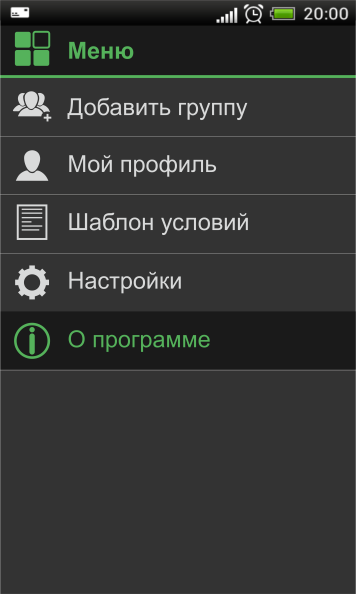 20:00
Меню
Добавить группу
Мой профиль
Шаблон условий
Настройки
О программе